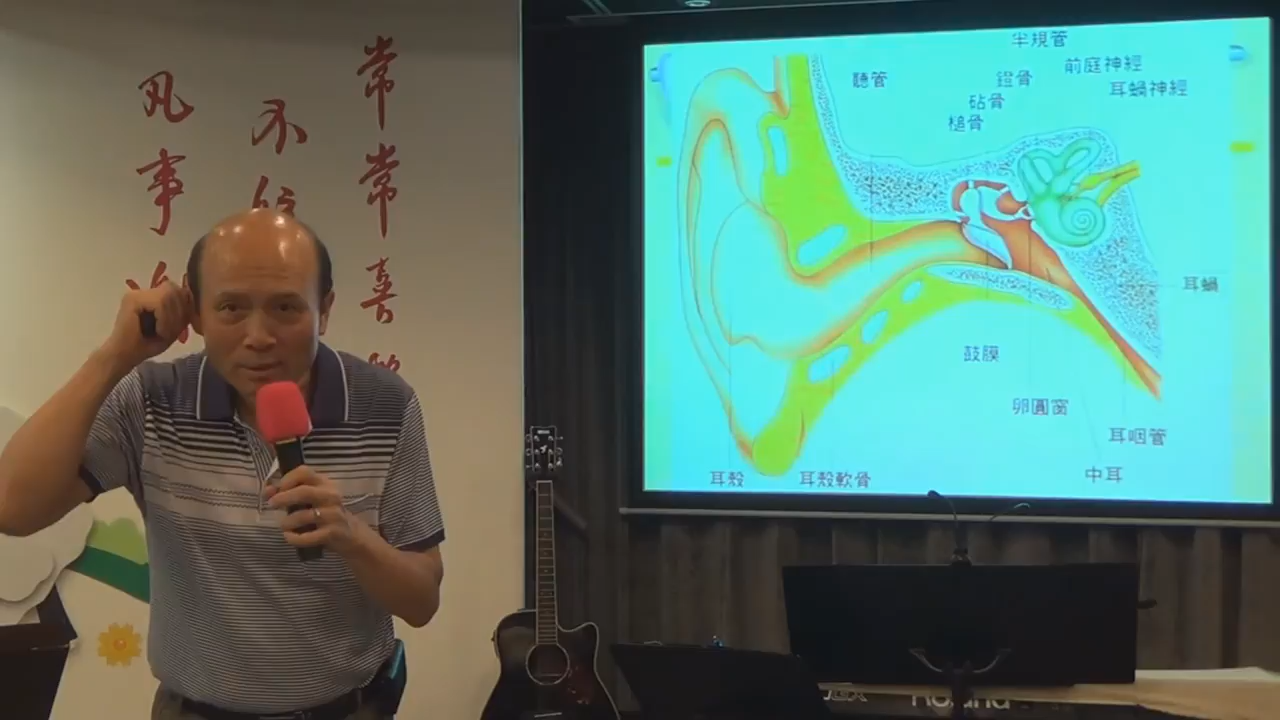 常常喜
不
凡事
半規管
前庭神經
聽管
鐙骨
耳蝸神經
砧骨
槌骨
耳蝸
鼓膜
卵圓窗
耳咽管
中耳
耳殼
耳殼軟骨
Roland